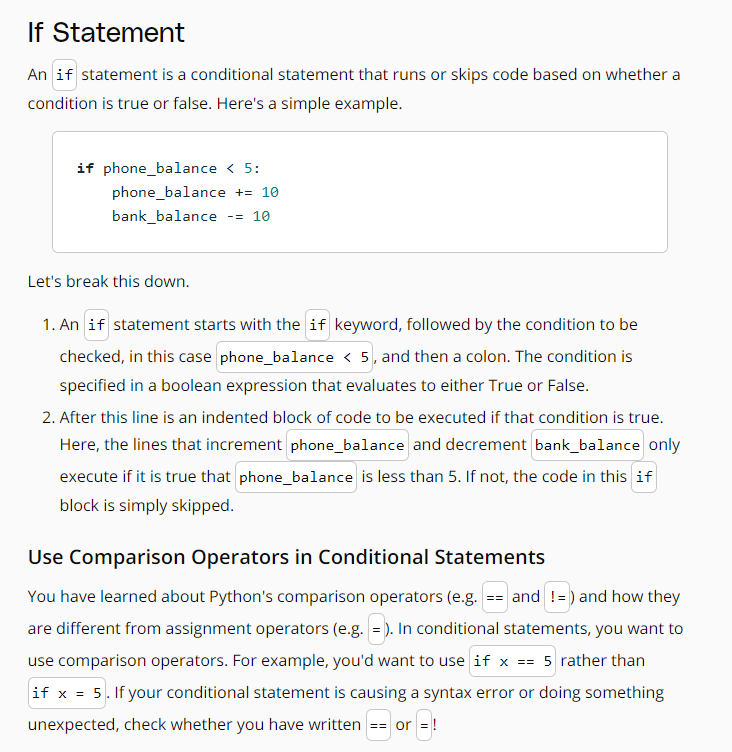 If Statement
An if statement is a conditional statement that runs or skips code based on whether a
condition is true or false. Here's a simple example.
if phone_balance < 5:
    phone_balance += 10
    bank_balance -= 10
Let's break this down.
1. An if statement starts with the if keyword, followed by the condition to be
checked, in this case phone_balance < 5, and then a colon. The condition is
specified in a boolean expression that evaluates to either True or False.
2. After this line is an indented block of code to be executed if that condition is true.
Here, the lines that increment phone_balance and decrement bank_balance only
execute if it is true that phone_balance is less than 5. If not, the code in this if
block is simply skipped.
Use Comparison Operators in Conditional Statements
You have learned about Python's comparison operators (e.g. == and !=) and how they
are different from assignment operators (e.g. =). In conditional statements, you want to
use comparison operators. For example, you'd want to use if x == 5 rather than
if x = 5. If your conditional statement is causing a syntax error or doing something
unexpected, check whether you have written == or =!